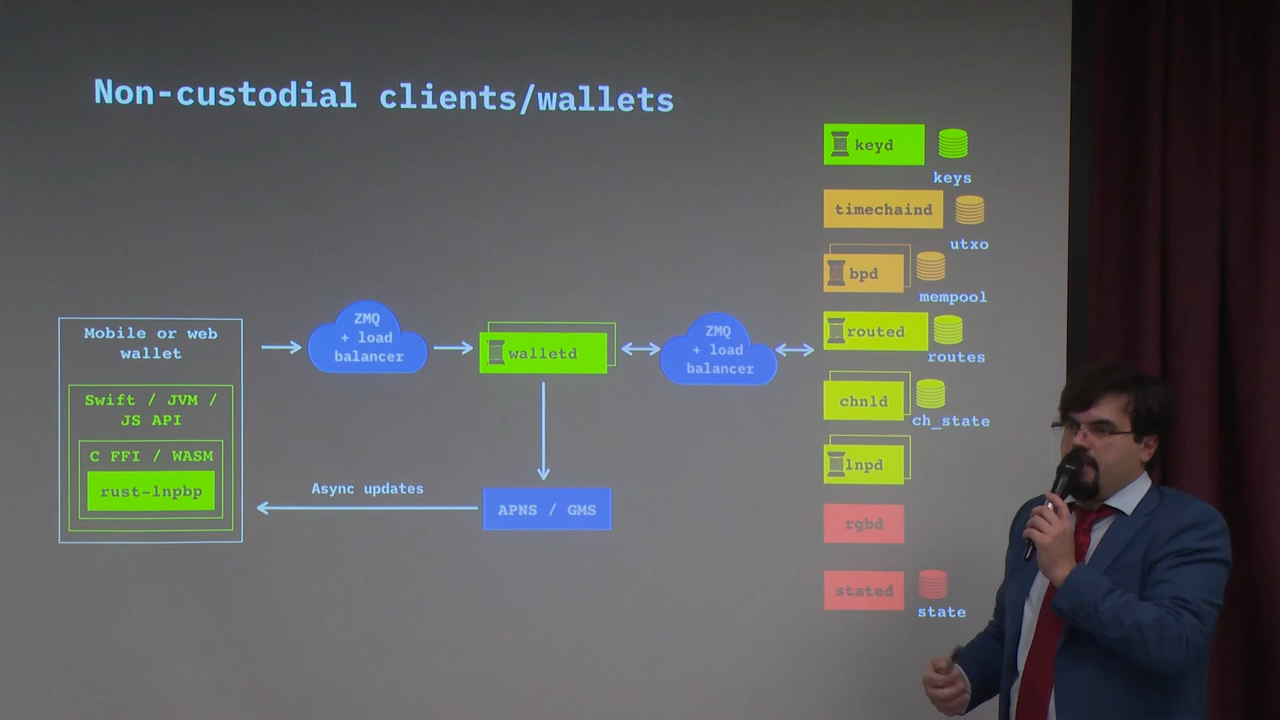 Non-custodial clients/wallets
Mobile or web
wallet
Swift / JVM /
JS API
C FFI / WASM
rust-lnpbp
ZMQ
+ load
balancer
walletd
Async updates
APNS / GMS
ZMQ
+ load
balancer
keyd
keys
timechaind
utxo
bpd
mempool
routed
routes
chnld
ch_state
lnpd
rgbd
stated
state